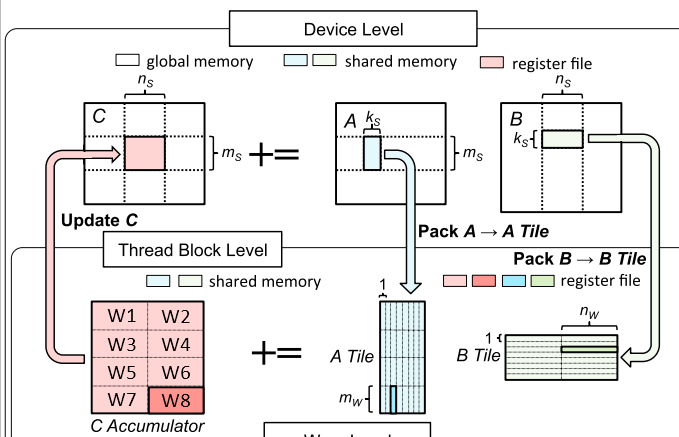 Device Level
global memory shared memory register file
n_S n_S
C A k_S B
k_S
m_S += m_S
Update C
Pack A → A Tile
Thread Block Level
Pack B → B Tile
shared memory register file
1
W1 W2
n_W
W3 W4
1
+= A Tile B Tile
W5 W6
W7 W8 m_W
C Accumulator